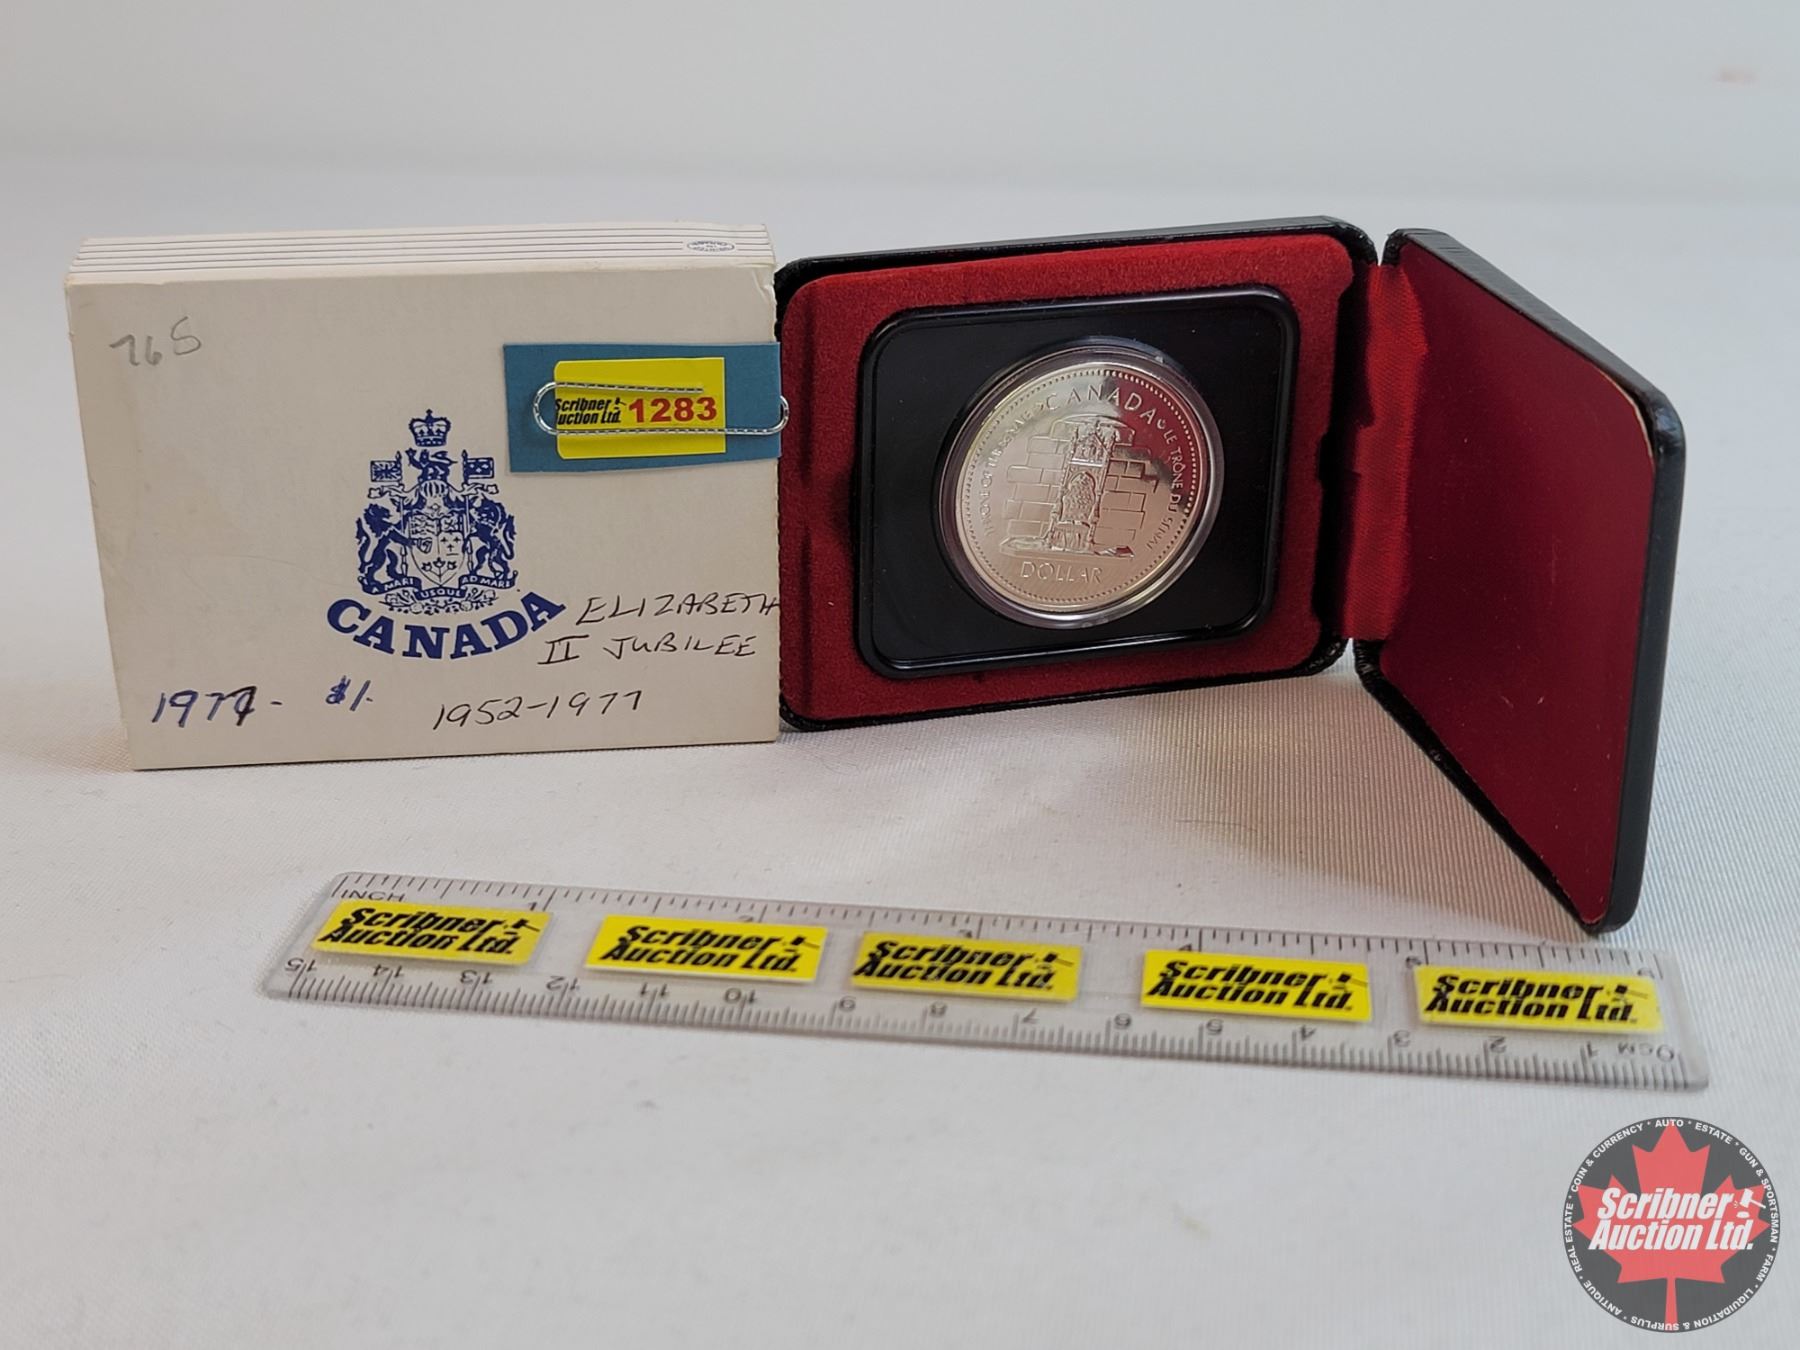 76S
Scribner
Auction Ltd.
1283
A MARI
USQUE
AD MARE
CANADA
ELIZABETH
II JUBILEE
1977- $1.
1952-1977
CANADA
LE TRÔNE DU SÉNAT
DOLLAR
INCH
1 2 3 4 5 6
Scribner
Auction Ltd.
Scribner
Auction Ltd.
Scribner
Auction Ltd.
Scribner
Auction Ltd.
Scribner
Auction Ltd.
15 14 13 12 11 10 9 8 7 6 5 4 3 2 1 0CM
COIN & CURRENCY * AUTO * ESTATE * GUN & SPORTSMAN * FARM * LIQUIDATION & SURPLUS * ANTIQUE * REAL ESTATE *
Scribner
Auction Ltd.